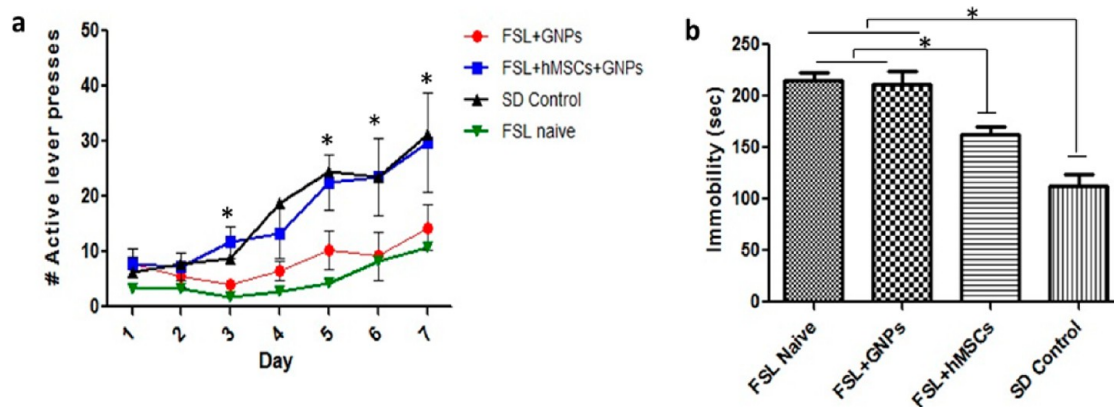 a
50
40
30
20
10
0
# Active lever presses
1 2 3 4 5 6 7
Day
FSL+GNPs
FSL+hMSCs+GNPs
SD Control
FSL naive
*
*
*
*
b
*
*
250
200
150
100
50
0
Immobility (sec)
FSL Naive
FSL+GNPs
FSL+hMSCs
SD Control